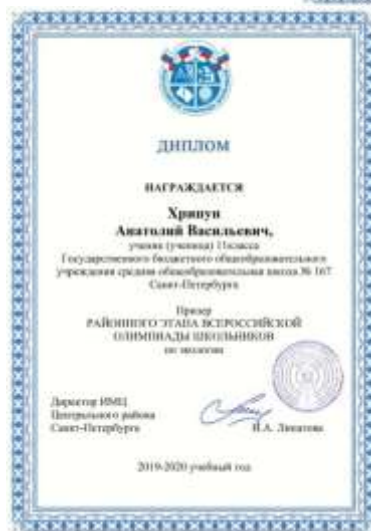 ДИПЛОМ
НАГРАЖДАЕТСЯ
Хрипун
Анатолий Васильевич,
ученик (ученица) 11класса
Государственного бюджетного общеобразовательного
учреждения средняя общеобразовательная школа № 167
Санкт-Петербурга
Призер
РАЙОННОГО ЭТАПА ВСЕРОССИЙСКОЙ
ОЛИМПИАДЫ ШКОЛЬНИКОВ
по экологии
Директор ИМЦ
Центрального района
Санкт-Петербурга
И.А. Липатова
2019-2020 учебный год